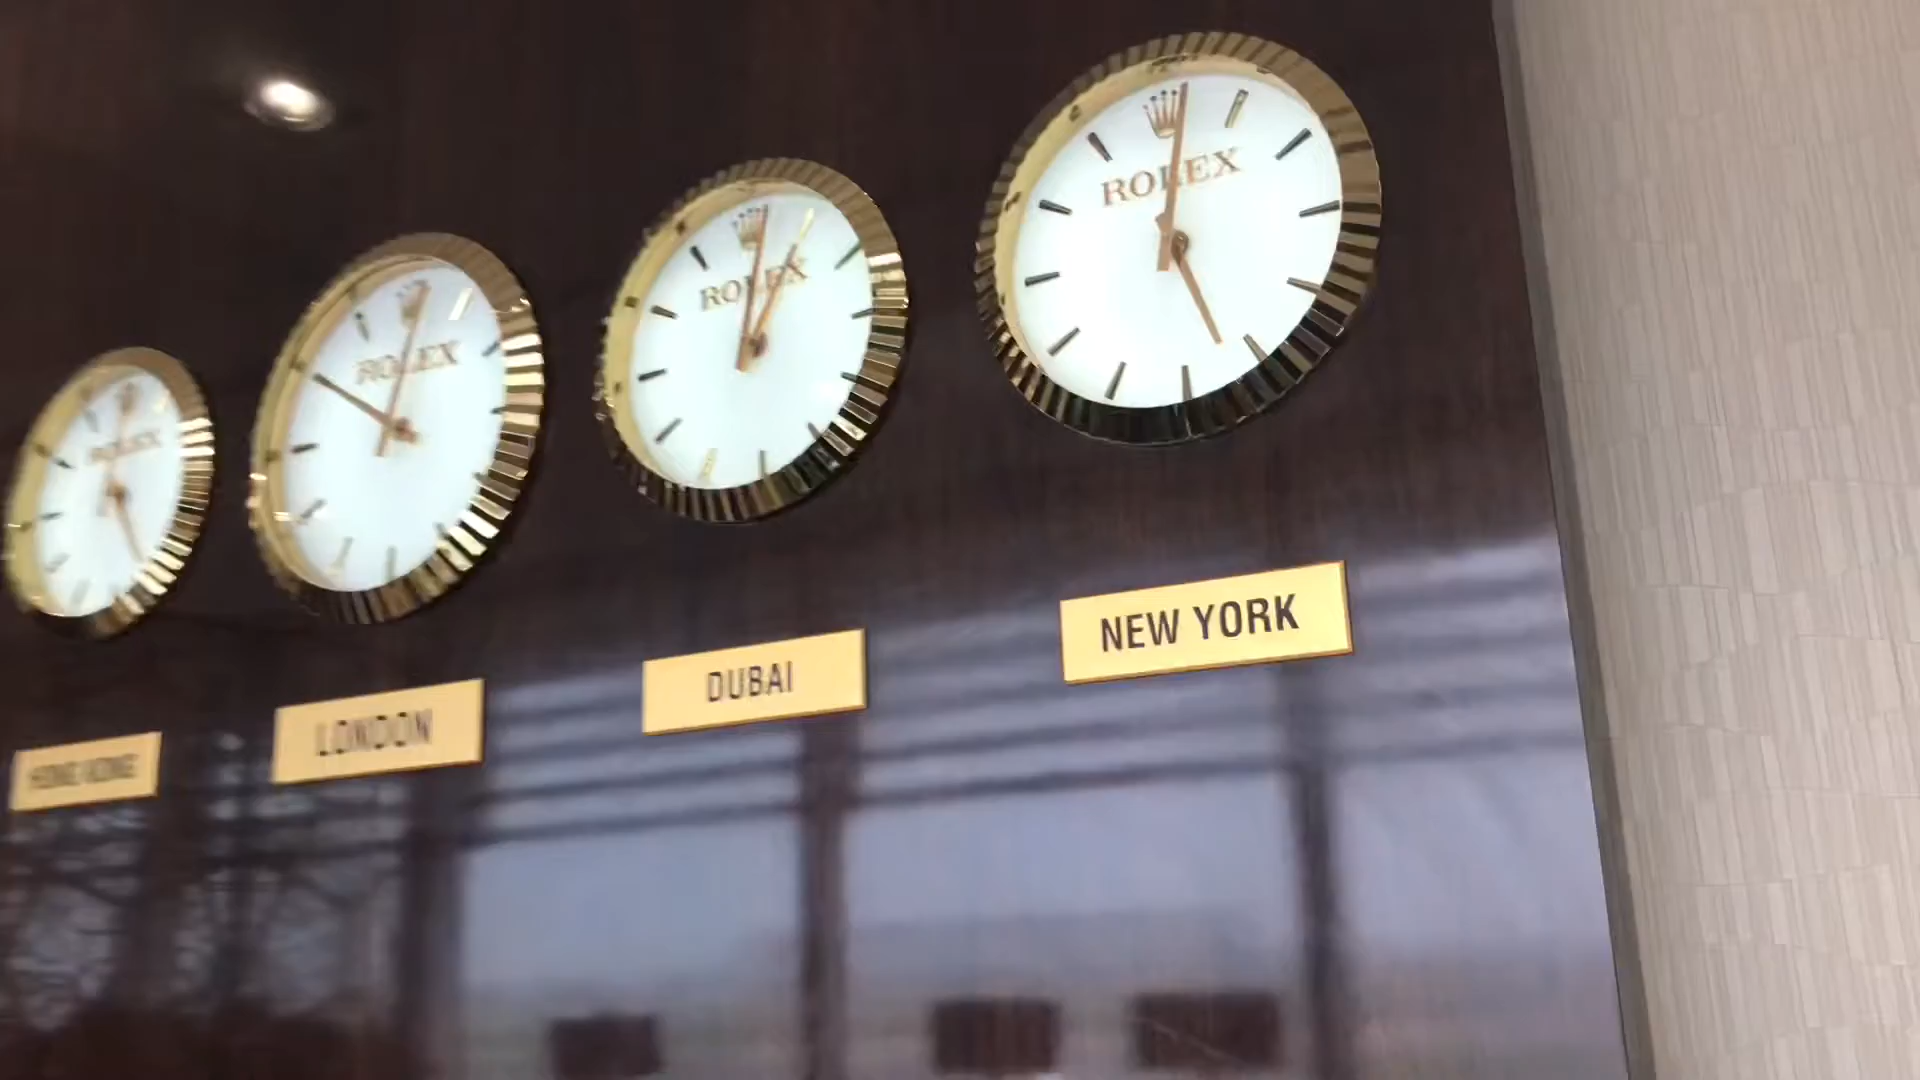 ROLEX
ROLEX
ROLEX
ROLEX
HONG KONG
LONDON
DUBAI
NEW YORK